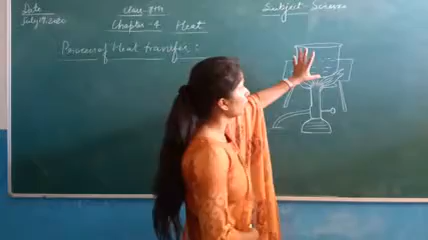 Date
July 19, 2020
Class - 7th
Chapter - 4 Heat
Subject Science
Process of Heat transfer :